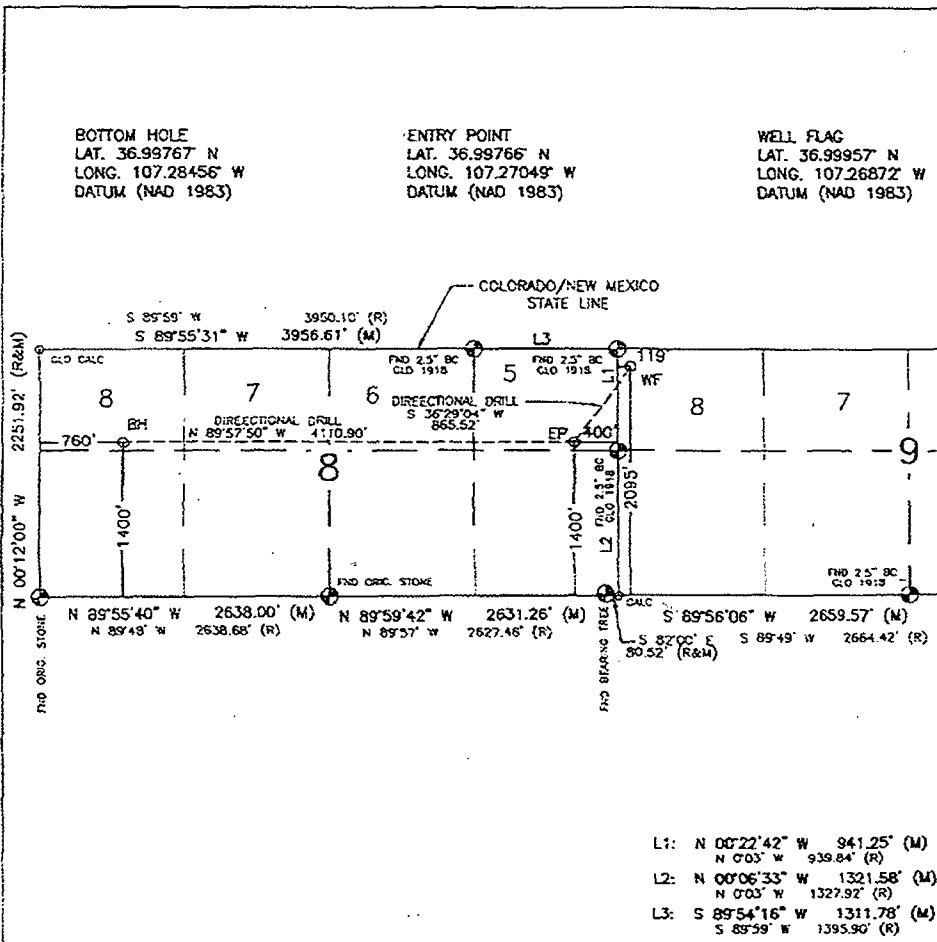 BOTTOM HOLE
LAT. 36.99767° N
LONG. 107.28456° W
DATUM (NAD 1983)
ENTRY POINT
LAT. 36.99766° N
LONG. 107.27049° W
DATUM (NAD 1983)
WELL FLAG
LAT. 36.99957° N
LONG. 107.26872° W
DATUM (NAD 1983)
COLORADO/NEW MEXICO
STATE LINE
S 89°59' W 3950.10' (R)
S 89°55'31" W 3956.61' (M)
L3
GLO CALC
FND 2.5" BC
GLO 1918
FND 2.5" BC
GLO 1918
119
WF
L1
8
7
6
5
8
7
DIREECTIONAL DRILL
S 36°29'04" W
865.52'
BH
DIREECTIONAL DRILL
N 89°57'50" W 4110.90'
EP
400'
760'
8
9
N 00°12'00" W 2251.92' (R&M)
1400'
1400'
L2
FND 2.5" BC
GLO 1918
2095'
FND ORIG. STONE
FND 2.5" BC
GLO 1918
CALC
N 89°55'40" W 2638.00' (M)
N 89°49' W 2638.68' (R)
N 89°59'42" W 2631.26' (M)
N 89°57' W 2627.46' (R)
S 89°56'06" W 2659.57' (M)
S 89°49' W 2664.42' (R)
S 82°00' E
80.52' (R&M)
FND ORIG. STONE
FND BEARING TREE
L1: N 00°22'42" W 941.25' (M)
N 0°03' W 939.84' (R)
L2: N 00°06'33" W 1321.58' (M)
N 0°03' W 1327.92' (R)
L3: S 89°54'16" W 1311.78' (M)
S 89°59' W 1395.90' (R)